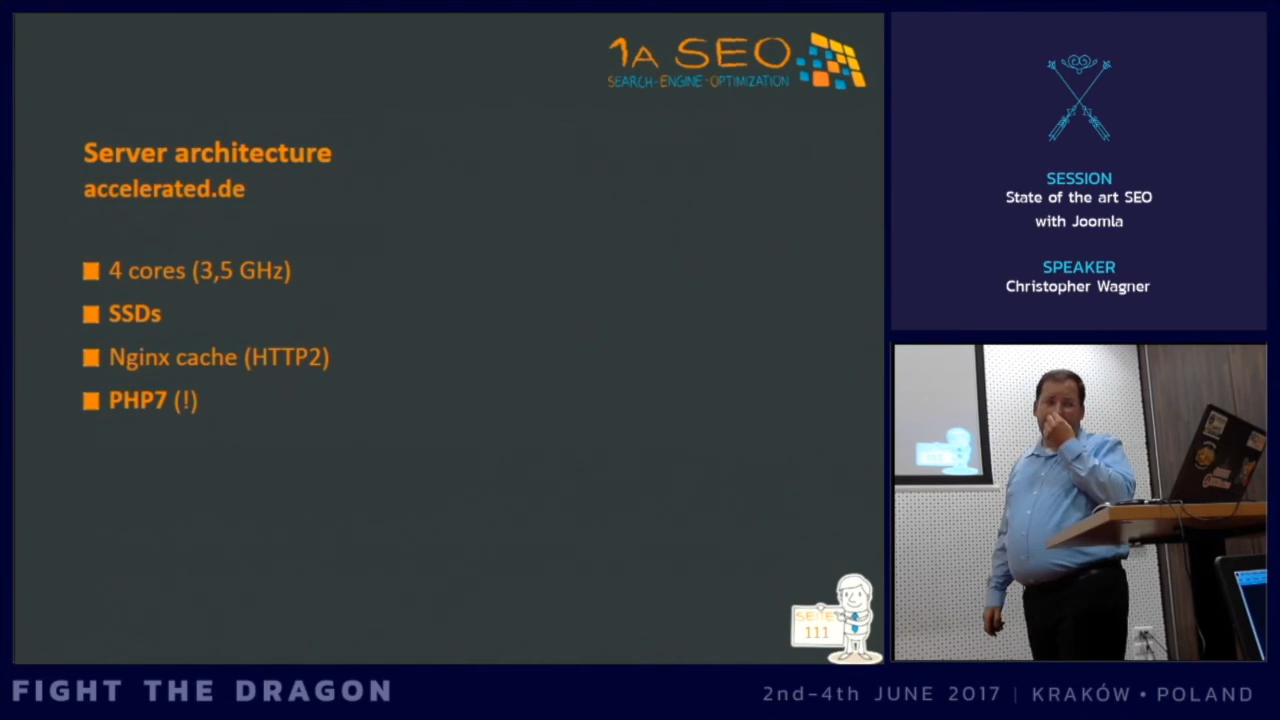 1A SEO
SEARCH-ENGINE-OPTIMIZATION
Server architecture
accelerated.de
4 cores (3,5 GHz)
SSDs
Nginx cache (HTTP2)
PHP7 (!)
SEITE
111
SESSION
State of the art SEO
with Joomla
SPEAKER
Christopher Wagner
FIGHT THE DRAGON
2nd-4th JUNE 2017 | KRAKÓW • POLAND